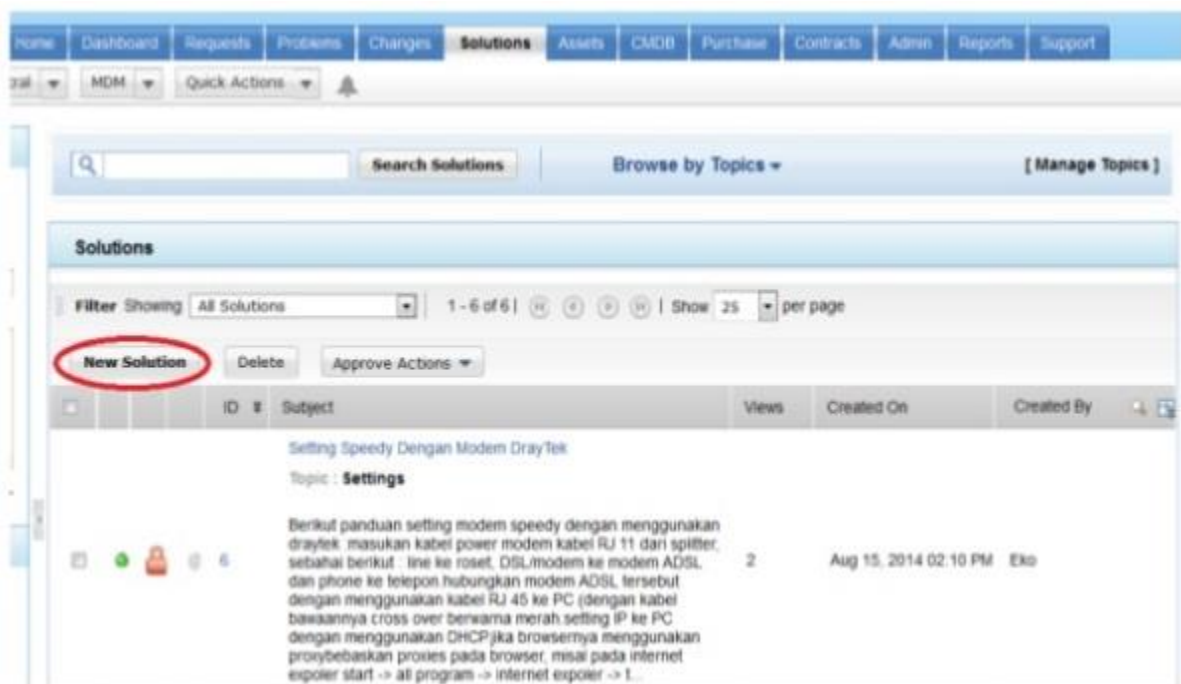 Home Dashboard Requests Problems Changes Solutions Assets CMDB Purchase Contracts Admin Reports Support
MDM Quick Actions
Search Solutions Browse by Topics [ Manage Topics ]
Solutions
Filter Showing All Solutions 1 - 6 of 6 | Show 25 per page
New Solution Delete Approve Actions
ID Subject Views Created On Created By
Setting Speedy Dengan Modem DrayTek
Topic : Settings
Berikut panduan setting modem speedy dengan menggunakan
draytek :masukan kabel power modem kabel RJ 11 dari splitter,
sebahai berikut : line ke roset, DSL/modem ke modem ADSL
6 2 Aug 15, 2014 02:10 PM Eko
dan phone ke telepon.hubungkan modem ADSL tersebut
dengan menggunakan kabel RJ 45 ke PC (dengan kabel
bawaannya cross over berwarna merah.setting IP ke PC
dengan menggunakan DHCP.jika browsernya menggunakan
proxybebaskan proxies pada browser, misal pada internet
expoler start -> all program -> internet expoler -> t...